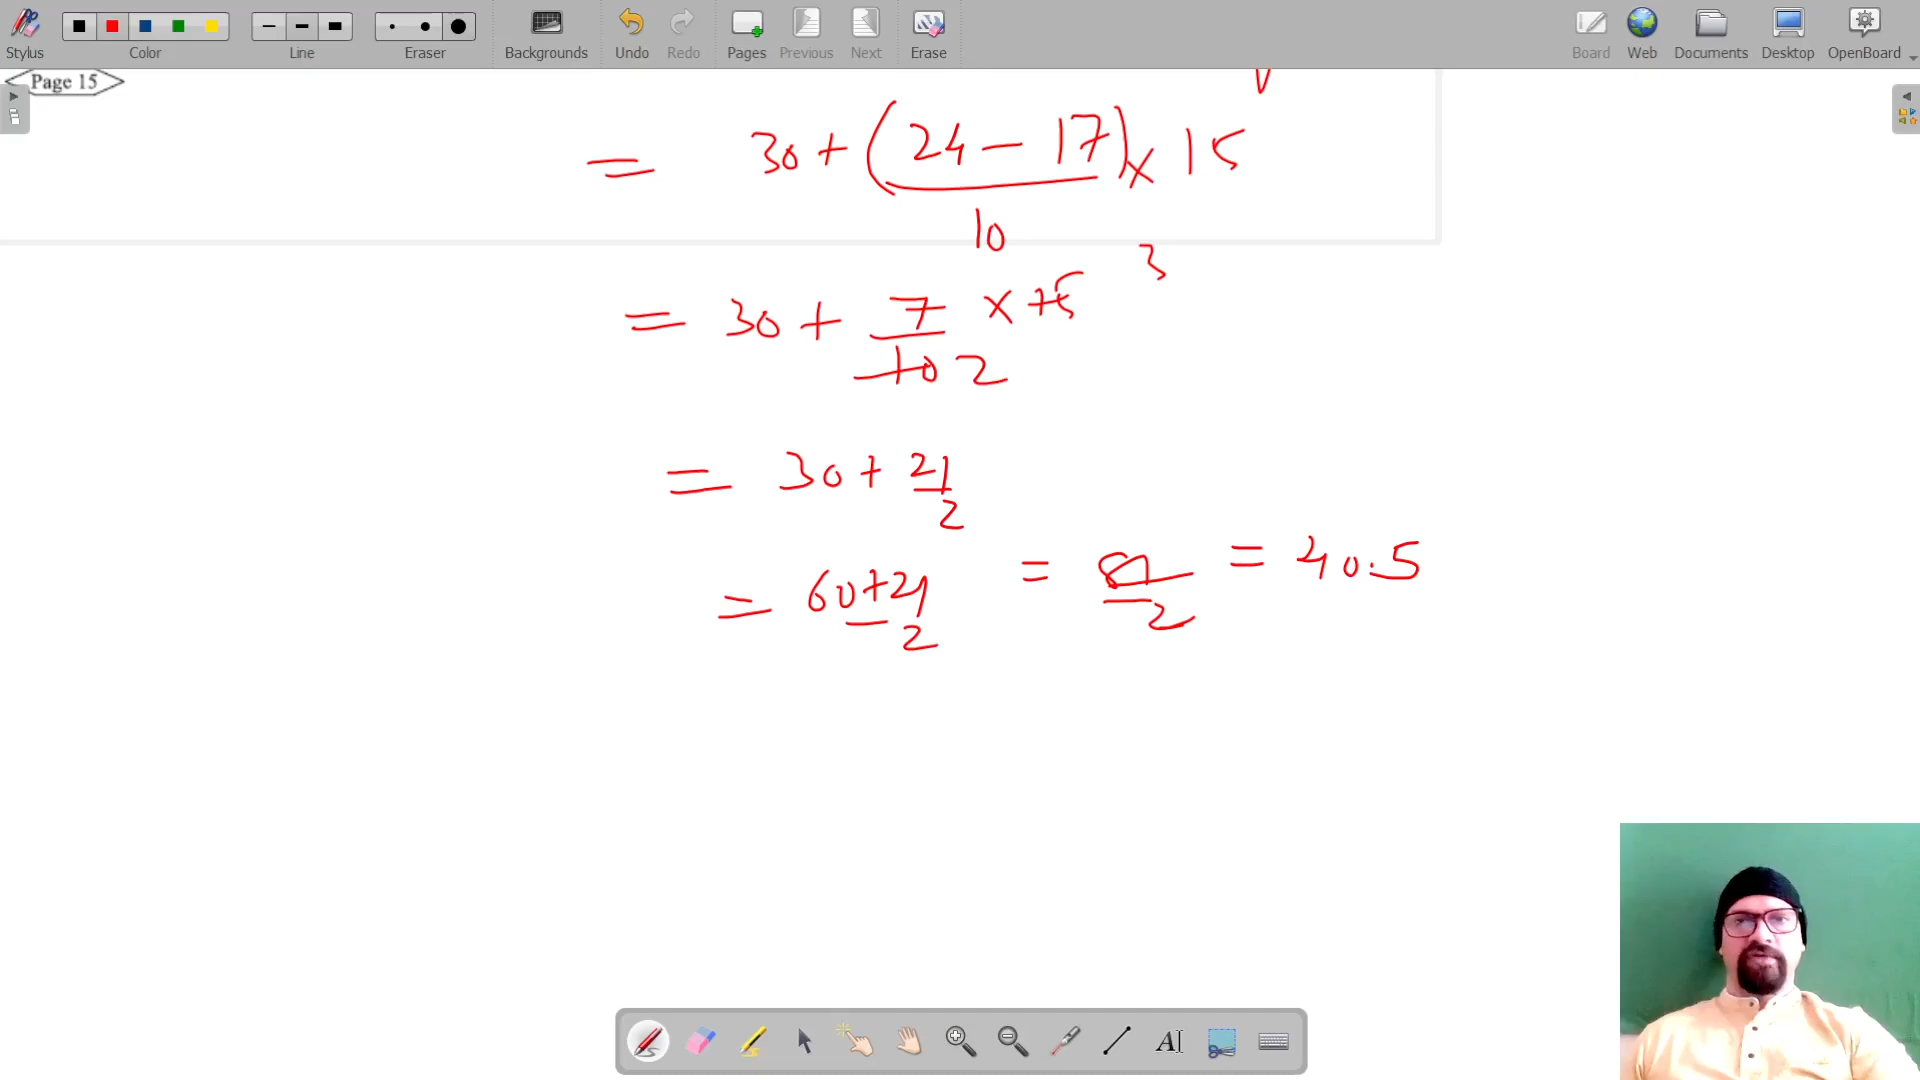 Stylus Color Line Eraser Backgrounds Undo Redo Pages Previous Next Erase Board Web Documents Desktop OpenBoard
Page 15
= 30 + (24 - 17) x 15
10
3
= 30 + 7 x 15
10 2
= 30 + 21
2
= 60 + 21 = 81 = 40.5
2 2